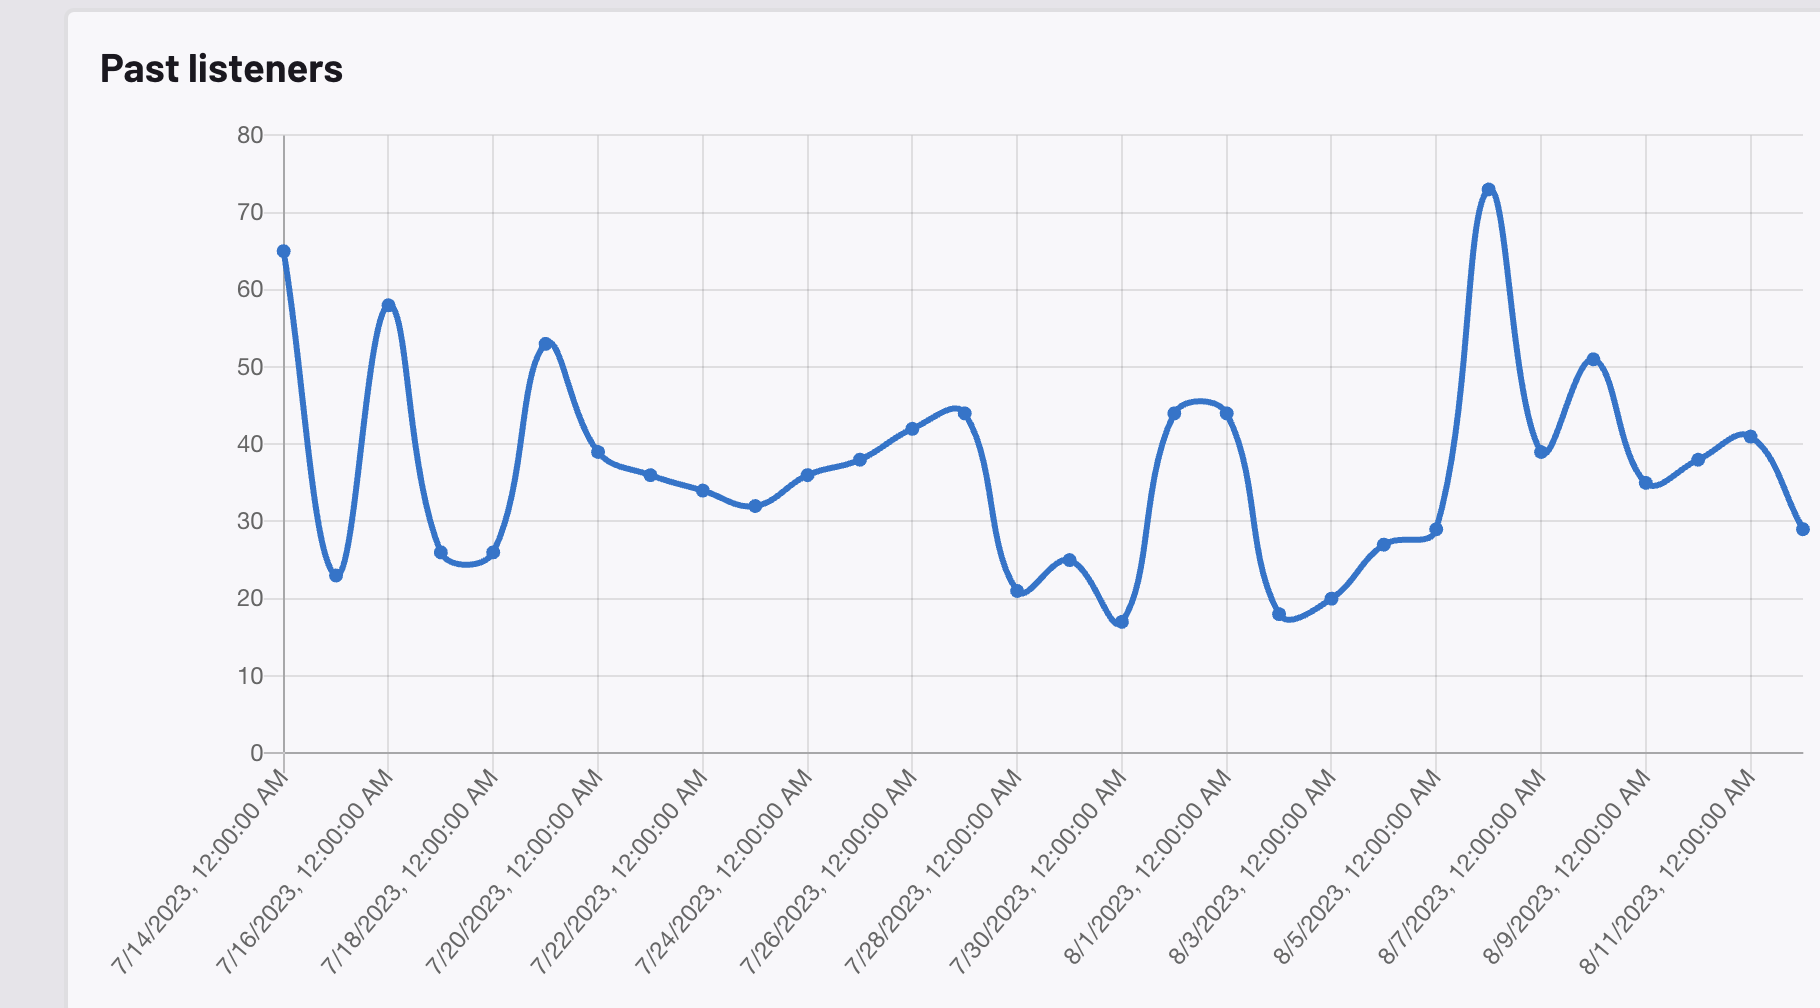 Past listeners
80
70
60
50
40
30
20
10
0
7/14/2023, 12:00:00 AM
7/16/2023, 12:00:00 AM
7/18/2023, 12:00:00 AM
7/20/2023, 12:00:00 AM
7/22/2023, 12:00:00 AM
7/24/2023, 12:00:00 AM
7/26/2023, 12:00:00 AM
7/28/2023, 12:00:00 AM
7/30/2023, 12:00:00 AM
8/1/2023, 12:00:00 AM
8/3/2023, 12:00:00 AM
8/5/2023, 12:00:00 AM
8/7/2023, 12:00:00 AM
8/9/2023, 12:00:00 AM
8/11/2023, 12:00:00 AM